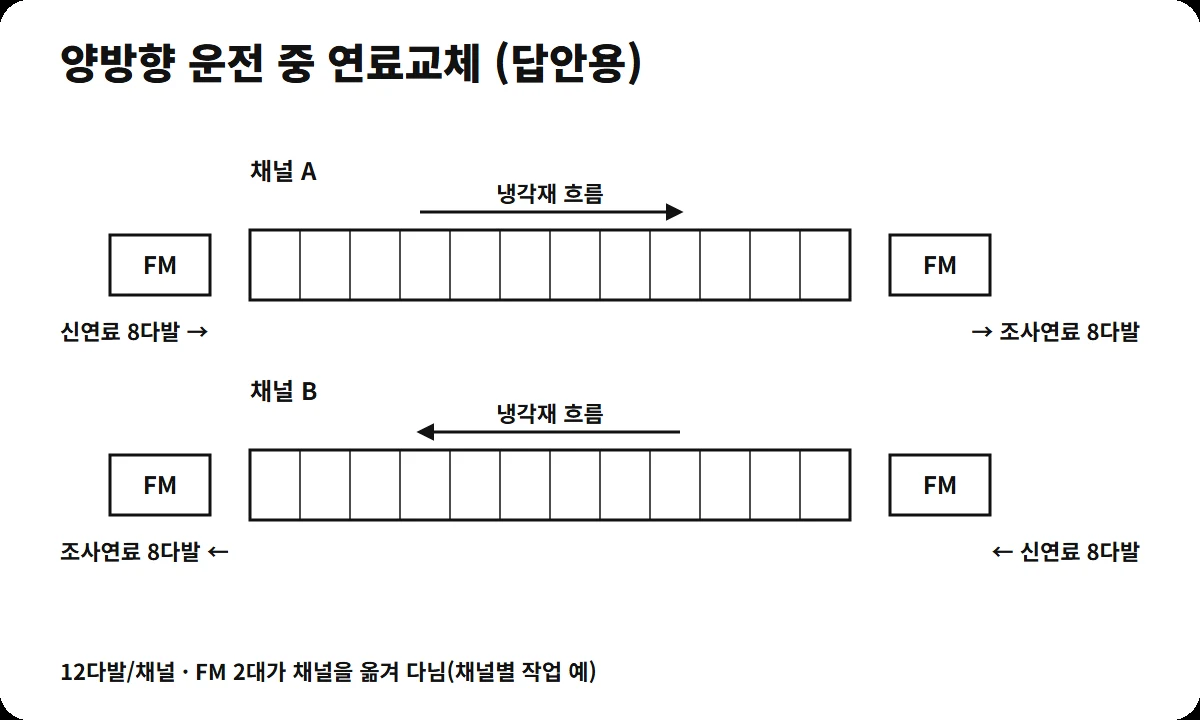 양방향 운전 중 연료교체 (답안용)
채널 A
냉각재 흐름
FM
FM
신연료 8다발 →
→ 조사연료 8다발
채널 B
냉각재 흐름
FM
FM
조사연료 8다발 ←
← 신연료 8다발
12다발/채널 · FM 2대가 채널을 옮겨 다님(채널별 작업 예)